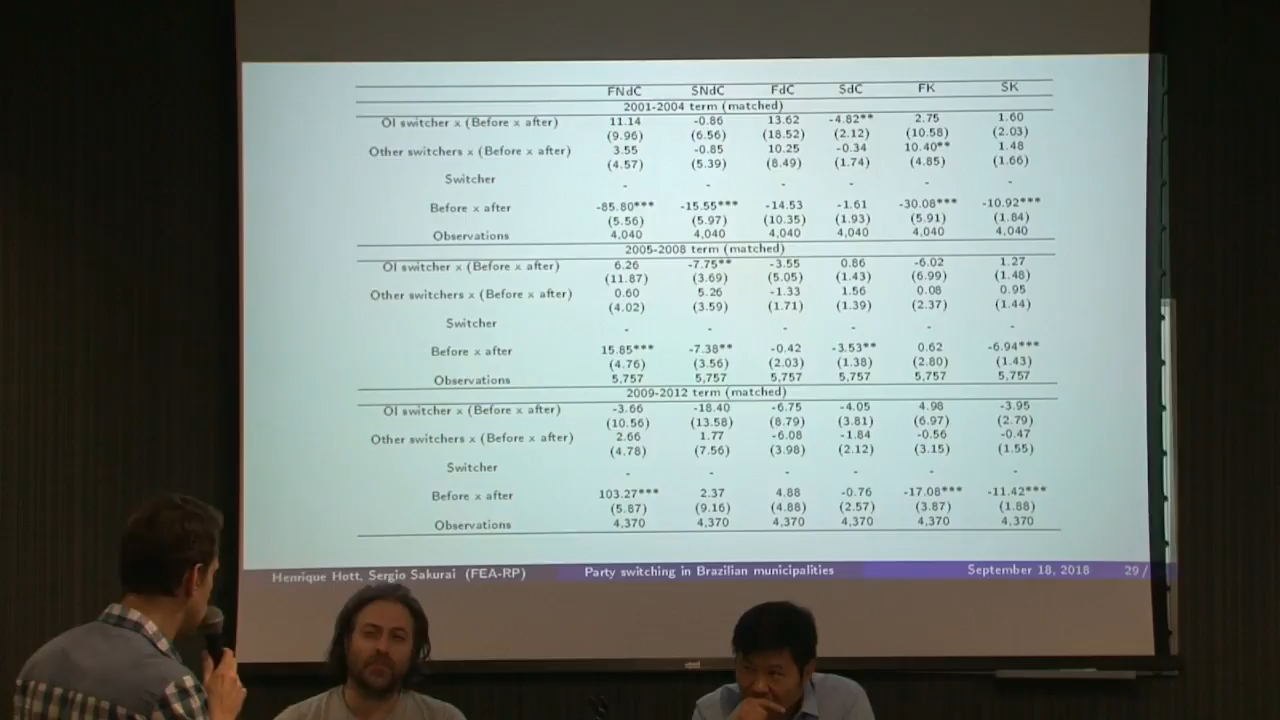 FNdC SNdC FdC SdC FK SK
2001-2004 term (matched)
OI switcher × (Before × after) 11.14 -0.86 13.62 -4.82** 2.75 1.60
(9.96) (6.56) (18.52) (2.12) (10.58) (2.03)
Other switchers × (Before × after) 3.55 -0.85 10.25 -0.34 10.40** 1.48
(4.57) (5.39) (8.49) (1.74) (4.85) (1.66)
Switcher - - - - - -
Before × after -85.80*** -15.55*** -14.53 -1.61 -30.08*** -10.92***
(5.56) (5.97) (10.35) (1.93) (5.91) (1.84)
Observations 4,040 4,040 4,040 4,040 4,040 4,040
2005-2008 term (matched)
OI switcher × (Before × after) 6.26 -7.75** -3.55 0.86 -6.02 1.27
(11.87) (3.69) (5.05) (1.43) (6.99) (1.48)
Other switchers × (Before × after) 0.60 5.26 -1.33 1.56 0.08 0.95
(4.02) (3.59) (1.71) (1.39) (2.37) (1.44)
Switcher - - - - - -
Before × after 15.85*** -7.38** -0.42 -3.53** 0.62 -6.94***
(4.76) (3.56) (2.03) (1.38) (2.80) (1.43)
Observations 5,757 5,757 5,757 5,757 5,757 5,757
2009-2012 term (matched)
OI switcher × (Before × after) -3.66 -18.40 -6.75 -4.05 4.98 -3.95
(10.56) (13.58) (8.79) (3.81) (6.97) (2.79)
Other switchers × (Before × after) 2.66 1.77 -6.08 -1.84 -0.56 -0.47
(4.78) (7.56) (3.98) (2.12) (3.15) (1.55)
Switcher - - - - - -
Before × after 103.27*** 2.37 4.88 -0.76 -17.08*** -11.42***
(5.87) (9.16) (4.88) (2.57) (3.87) (1.88)
Observations 4,370 4,370 4,370 4,370 4,370 4,370
Henrique Hott, Sergio Sakurai (FEA-RP) Party switching in Brazilian municipalities September 18, 2018 29 /